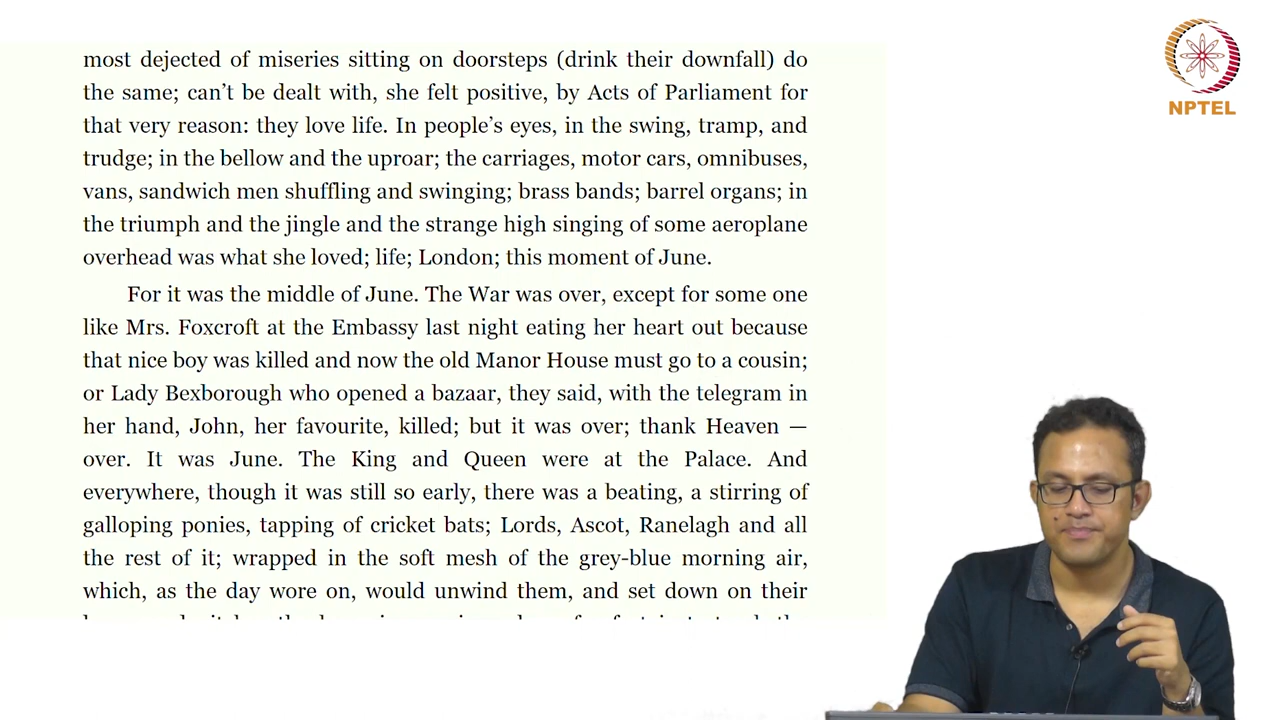 most dejected of miseries sitting on doorsteps (drink their downfall) do
the same; can’t be dealt with, she felt positive, by Acts of Parliament for
that very reason: they love life. In people’s eyes, in the swing, tramp, and
trudge; in the bellow and the uproar; the carriages, motor cars, omnibuses,
vans, sandwich men shuffling and swinging; brass bands; barrel organs; in
the triumph and the jingle and the strange high singing of some aeroplane
overhead was what she loved; life; London; this moment of June.
For it was the middle of June. The War was over, except for some one
like Mrs. Foxcroft at the Embassy last night eating her heart out because
that nice boy was killed and now the old Manor House must go to a cousin;
or Lady Bexborough who opened a bazaar, they said, with the telegram in
her hand, John, her favourite, killed; but it was over; thank Heaven —
over. It was June. The King and Queen were at the Palace. And
everywhere, though it was still so early, there was a beating, a stirring of
galloping ponies, tapping of cricket bats; Lords, Ascot, Ranelagh and all
the rest of it; wrapped in the soft mesh of the grey-blue morning air,
which, as the day wore on, would unwind them, and set down on their
NPTEL